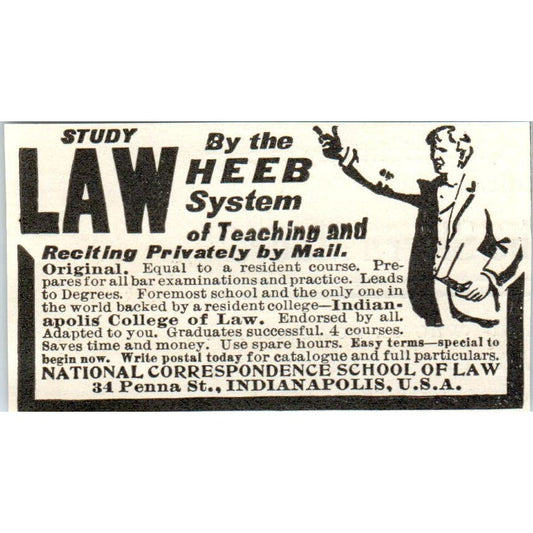 STUDY
LAW
By the
HEEB
System
of Teaching and
Reciting Privately by Mail.
Original. Equal to a resident course. Pre-
pares for all bar examinations and practice. Leads
to Degrees. Foremost school and the only one in
the world backed by a resident college—Indian-
apolis College of Law. Endorsed by all.
Adapted to you. Graduates successful. 4 courses.
Saves time and money. Use spare hours. Easy terms—special to
begin now. Write postal today for catalogue and full particulars.
NATIONAL CORRESPONDENCE SCHOOL OF LAW
34 Penna St., INDIANAPOLIS, U.S.A.